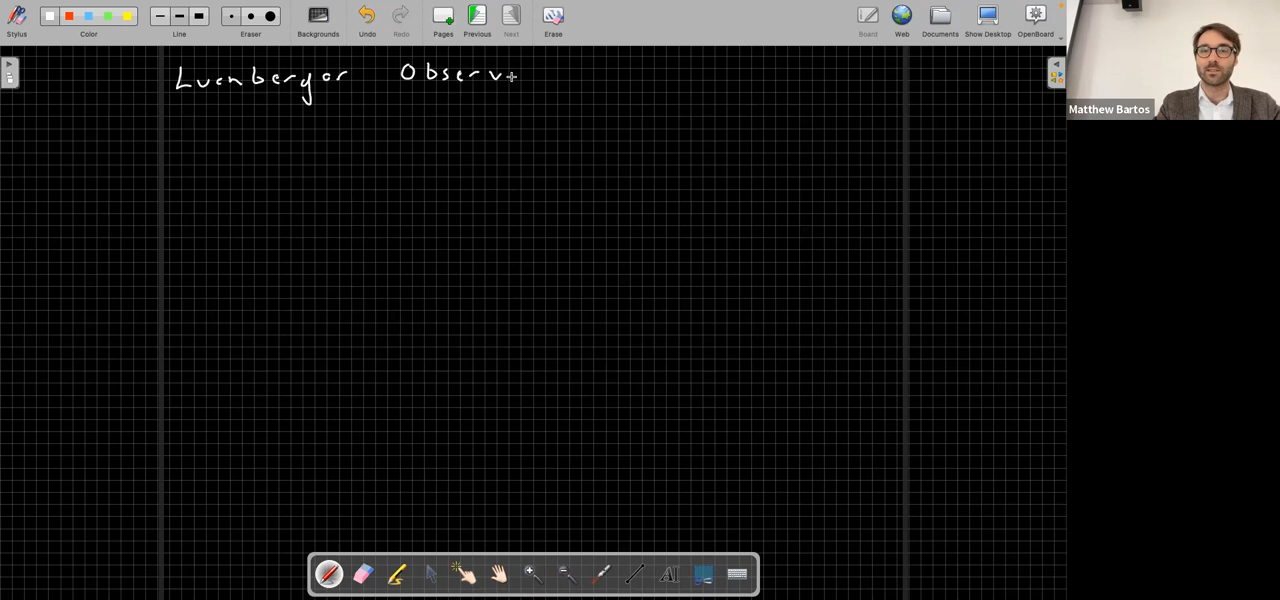 Stylus Color Line Eraser Backgrounds Undo Redo Pages Previous Next Erase Board Web Documents Show Desktop OpenBoard
Luenberger Observ
Matthew Bartos
AI